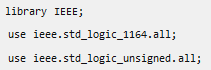 library IEEE;
use ieee.std_logic_1164.all;
use ieee.std_logic_unsigned.all;